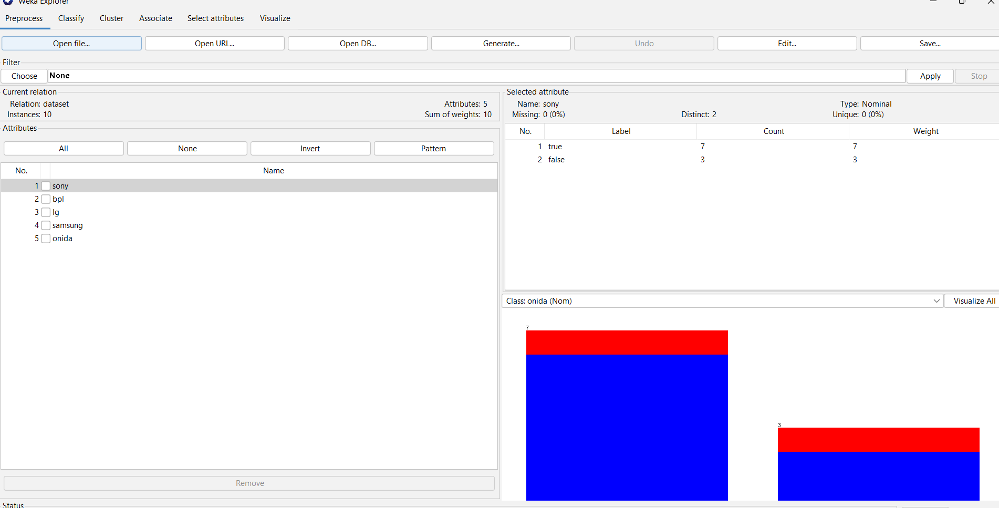 Weka Explorer
Preprocess Classify Cluster Associate Select attributes Visualize
Open file... Open URL... Open DB... Generate... Undo Edit... Save...
Filter
Choose None Apply Stop
Current relation
Relation: dataset Attributes: 5
Instances: 10 Sum of weights: 10
Attributes
All None Invert Pattern
No. Name
1 sony
2 bpl
3 lg
4 samsung
5 onida
Remove
Selected attribute
Name: sony Type: Nominal
Missing: 0 (0%) Distinct: 2 Unique: 0 (0%)
No. Label Count Weight
1 true 7 7
2 false 3 3
Class: onida (Nom) Visualize All
7
3
Status